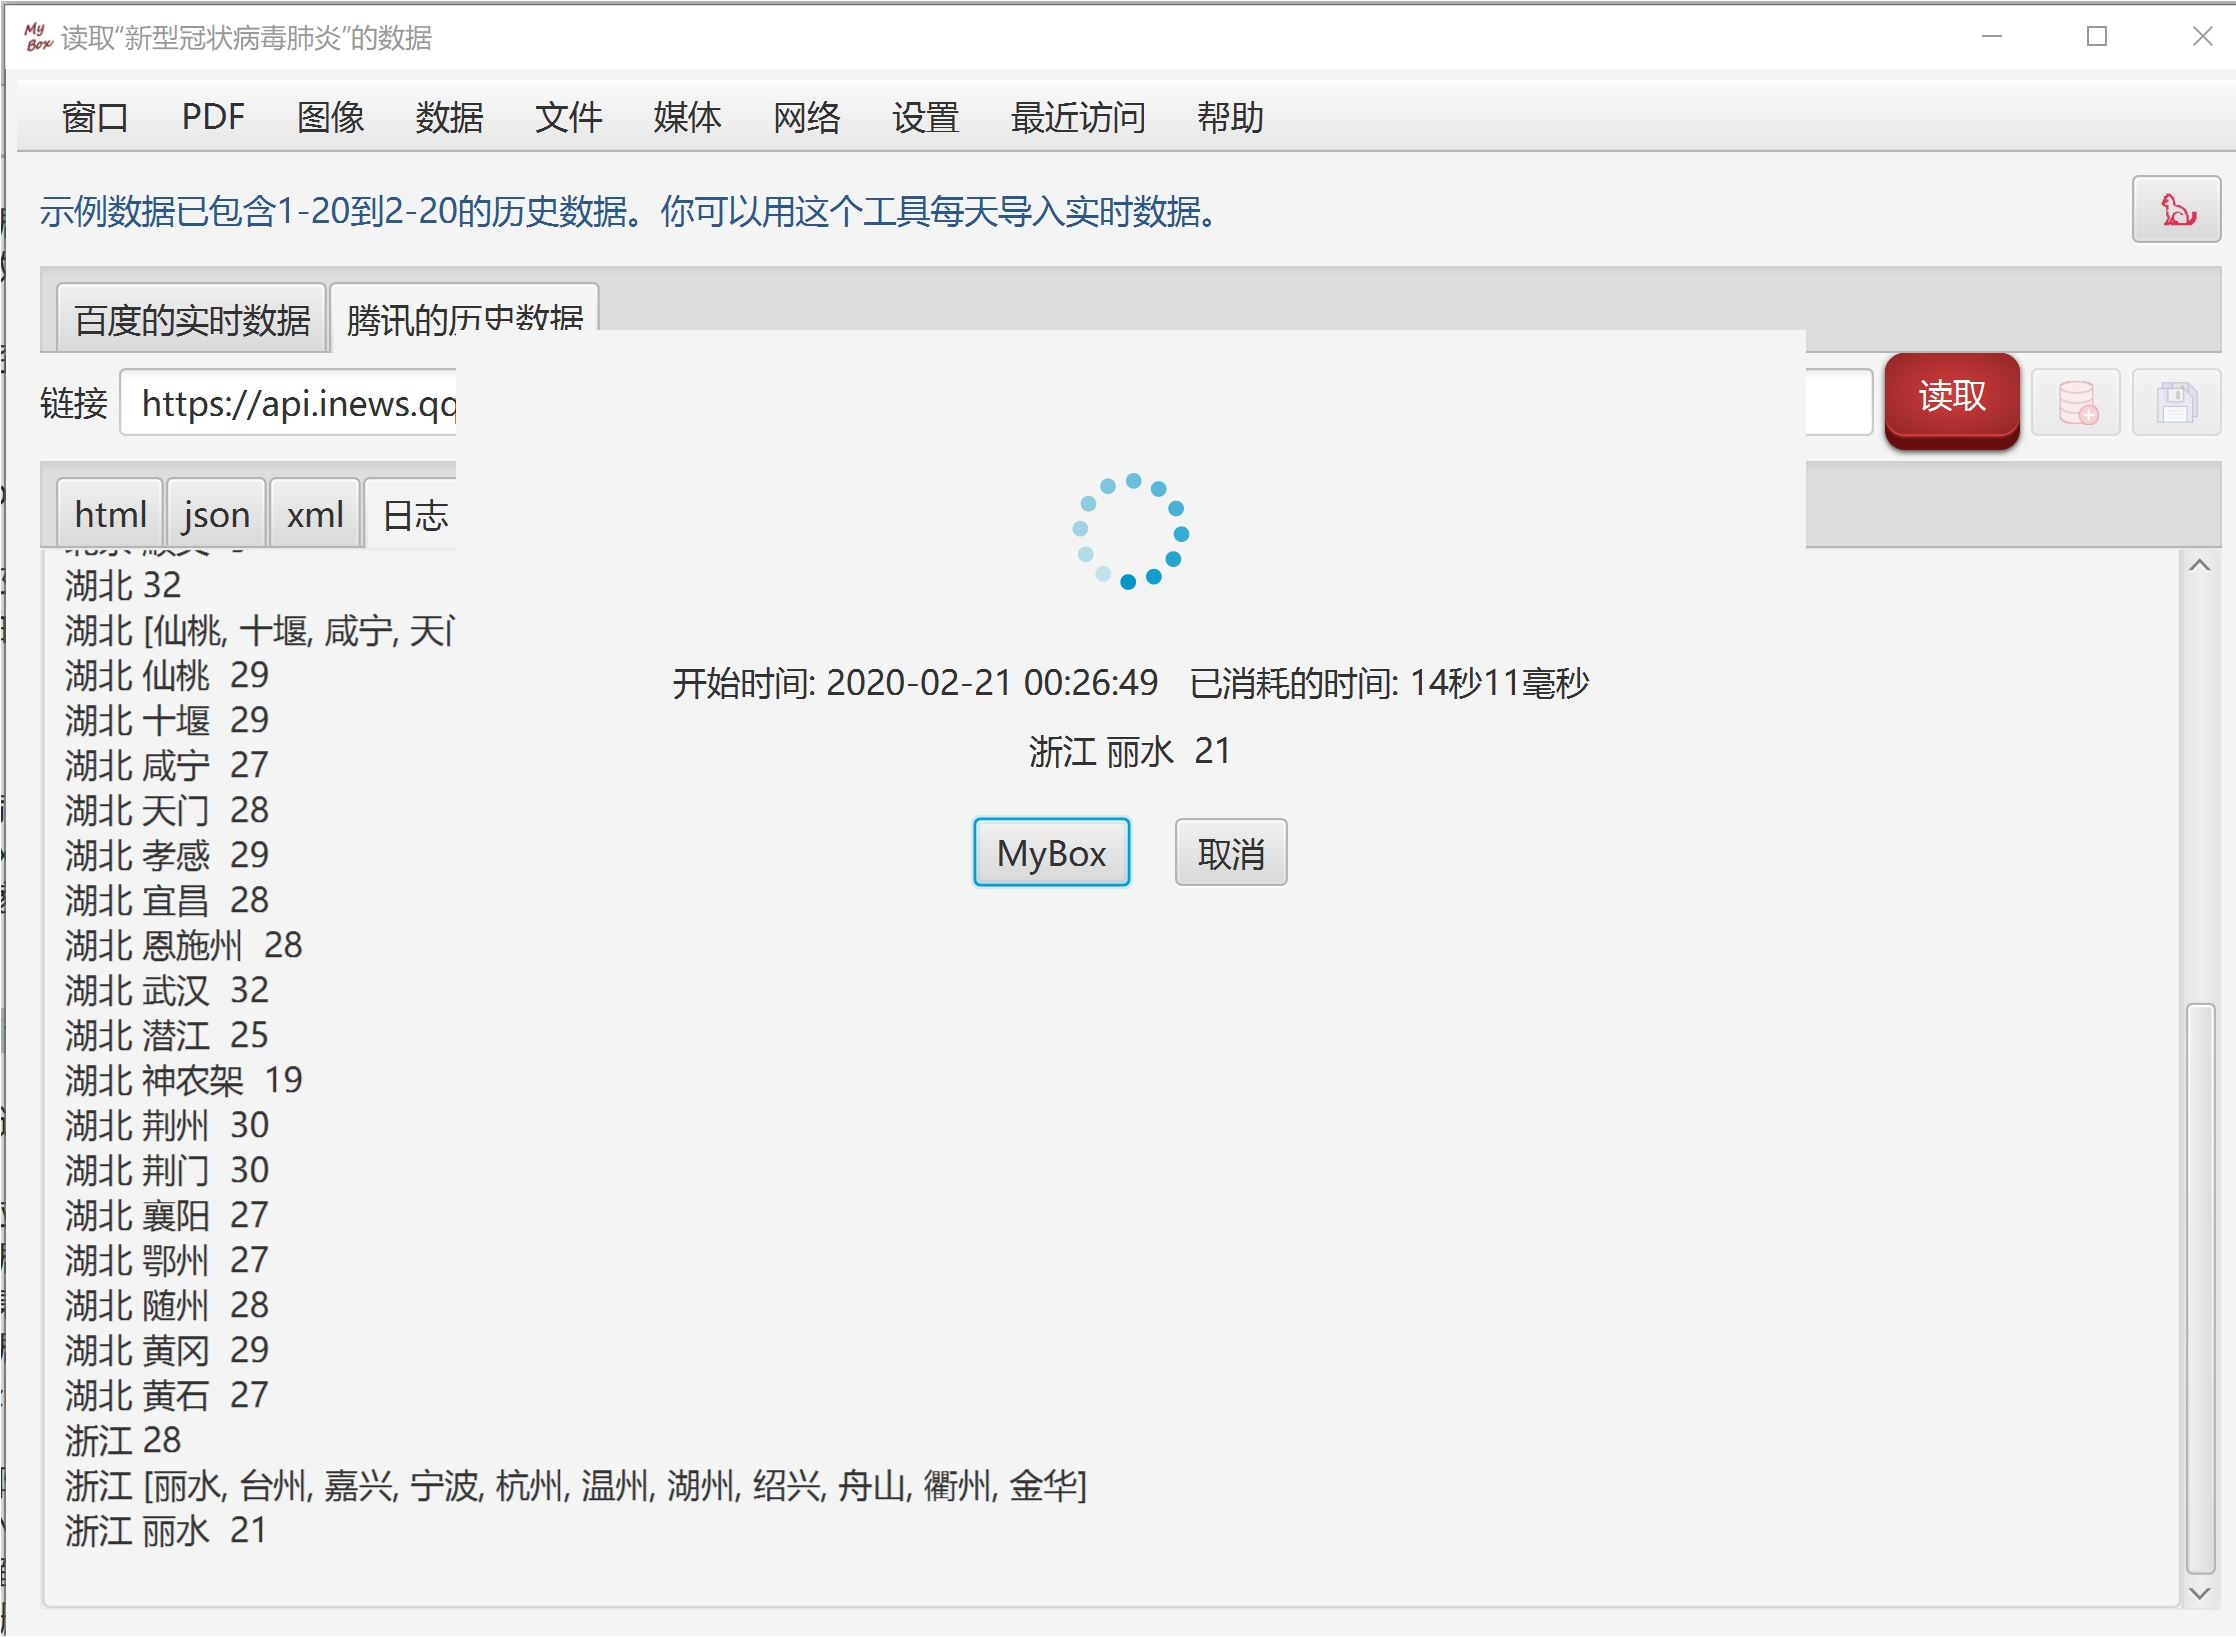 My Box 读取“新型冠状病毒肺炎”的数据
窗口 PDF 图像 数据 文件 媒体 网络 设置 最近访问 帮助
示例数据已包含1-20到2-20的历史数据。你可以用这个工具每天导入实时数据。
百度的实时数据 腾讯的历史数据
链接 https://api.inews.qq 读取
html json xml 日志
湖北 32
湖北 [仙桃, 十堰, 咸宁, 天门
湖北 仙桃 29
湖北 十堰 29
湖北 咸宁 27
湖北 天门 28
湖北 孝感 29
湖北 宜昌 28
湖北 恩施州 28
湖北 武汉 32
湖北 潜江 25
湖北 神农架 19
湖北 荆州 30
湖北 荆门 30
湖北 襄阳 27
湖北 鄂州 27
湖北 随州 28
湖北 黄冈 29
湖北 黄石 27
浙江 28
浙江 [丽水, 台州, 嘉兴, 宁波, 杭州, 温州, 湖州, 绍兴, 舟山, 衢州, 金华]
浙江 丽水 21
开始时间: 2020-02-21 00:26:49 已消耗的时间: 14秒11毫秒
浙江 丽水 21
MyBox 取消